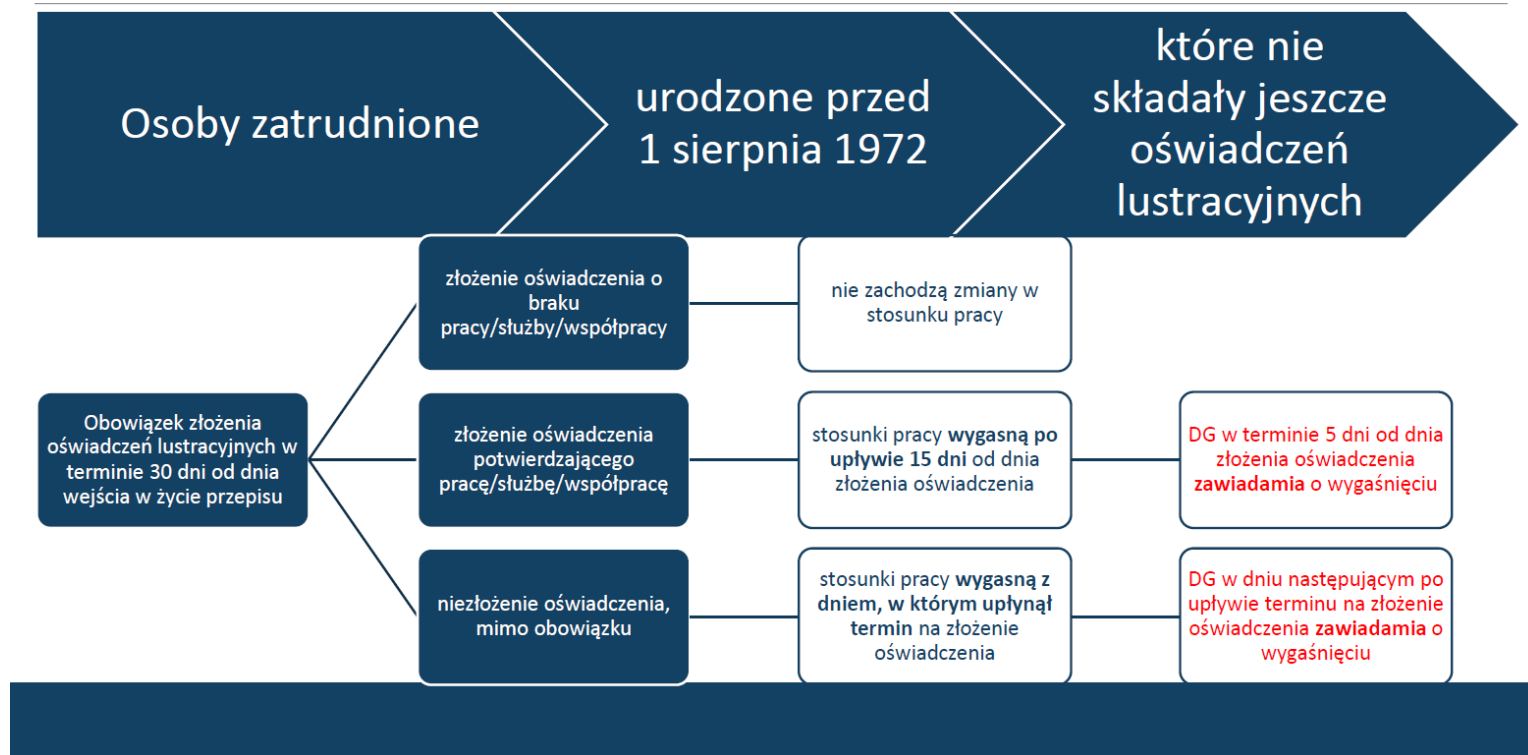 Osoby zatrudnione
urodzone przed
1 sierpnia 1972
które nie
składały jeszcze
oświadczeń
lustracyjnych
Obowiązek złożenia
oświadczeń lustracyjnych w
terminie 30 dni od dnia
wejścia w życie przepisu
złożenie oświadczenia o
braku
pracy/służby/współpracy
nie zachodzą zmiany w
stosunku pracy
złożenie oświadczenia
potwierdzającego
pracę/służbę/współpracę
stosunki pracy wygasną po
upływie 15 dni od dnia
złożenia oświadczenia
DG w terminie 5 dni od dnia
złożenia oświadczenia
zawiadamia o wygaśnięciu
niezłożenie oświadczenia,
mimo obowiązku
stosunki pracy wygasną z
dniem, w którym upłynął
termin na złożenie
oświadczenia
DG w dniu następującym po
upływie terminu na złożenie
oświadczenia zawiadamia o
wygaśnięciu